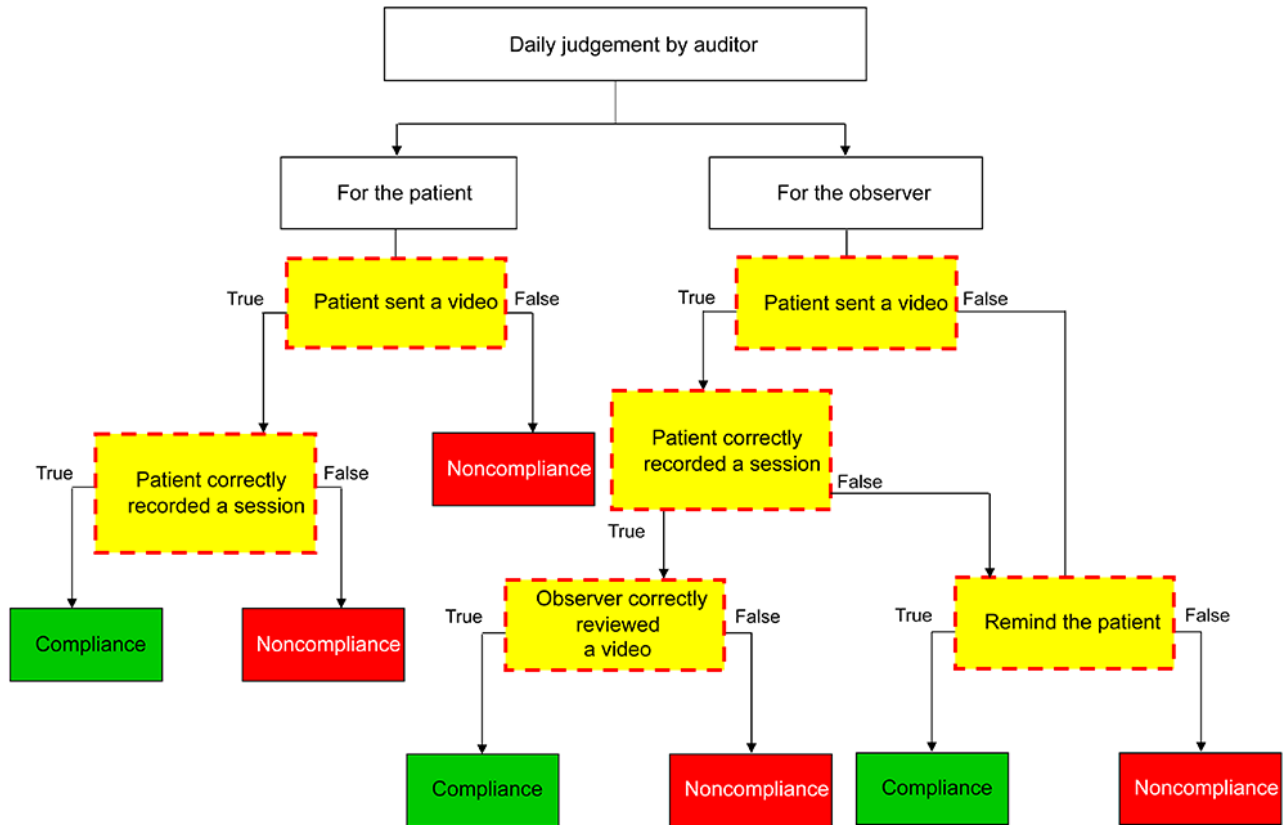 Daily judgement by auditor
For the patient
For the observer
True
Patient sent a video
False
True
Patient sent a video
False
True
Patient correctly
recorded a session
False
Noncompliance
Patient correctly
recorded a session
False
True
Compliance
Noncompliance
True
Observer correctly
reviewed
a video
False
True
Remind the patient
False
Compliance
Noncompliance
Compliance
Noncompliance